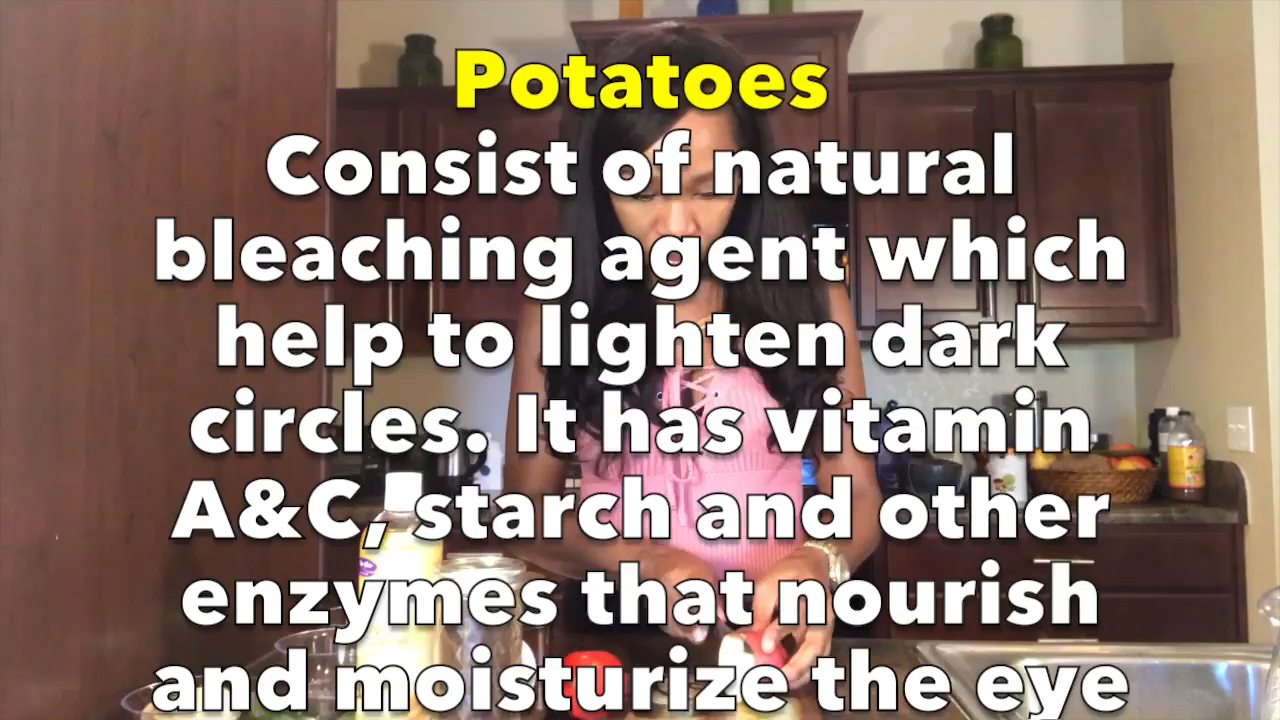 Potatoes
Consist of natural
bleaching agent which
help to lighten dark
circles. It has vitamin
A&C, starch and other
enzymes that nourish
and moisturize the eye